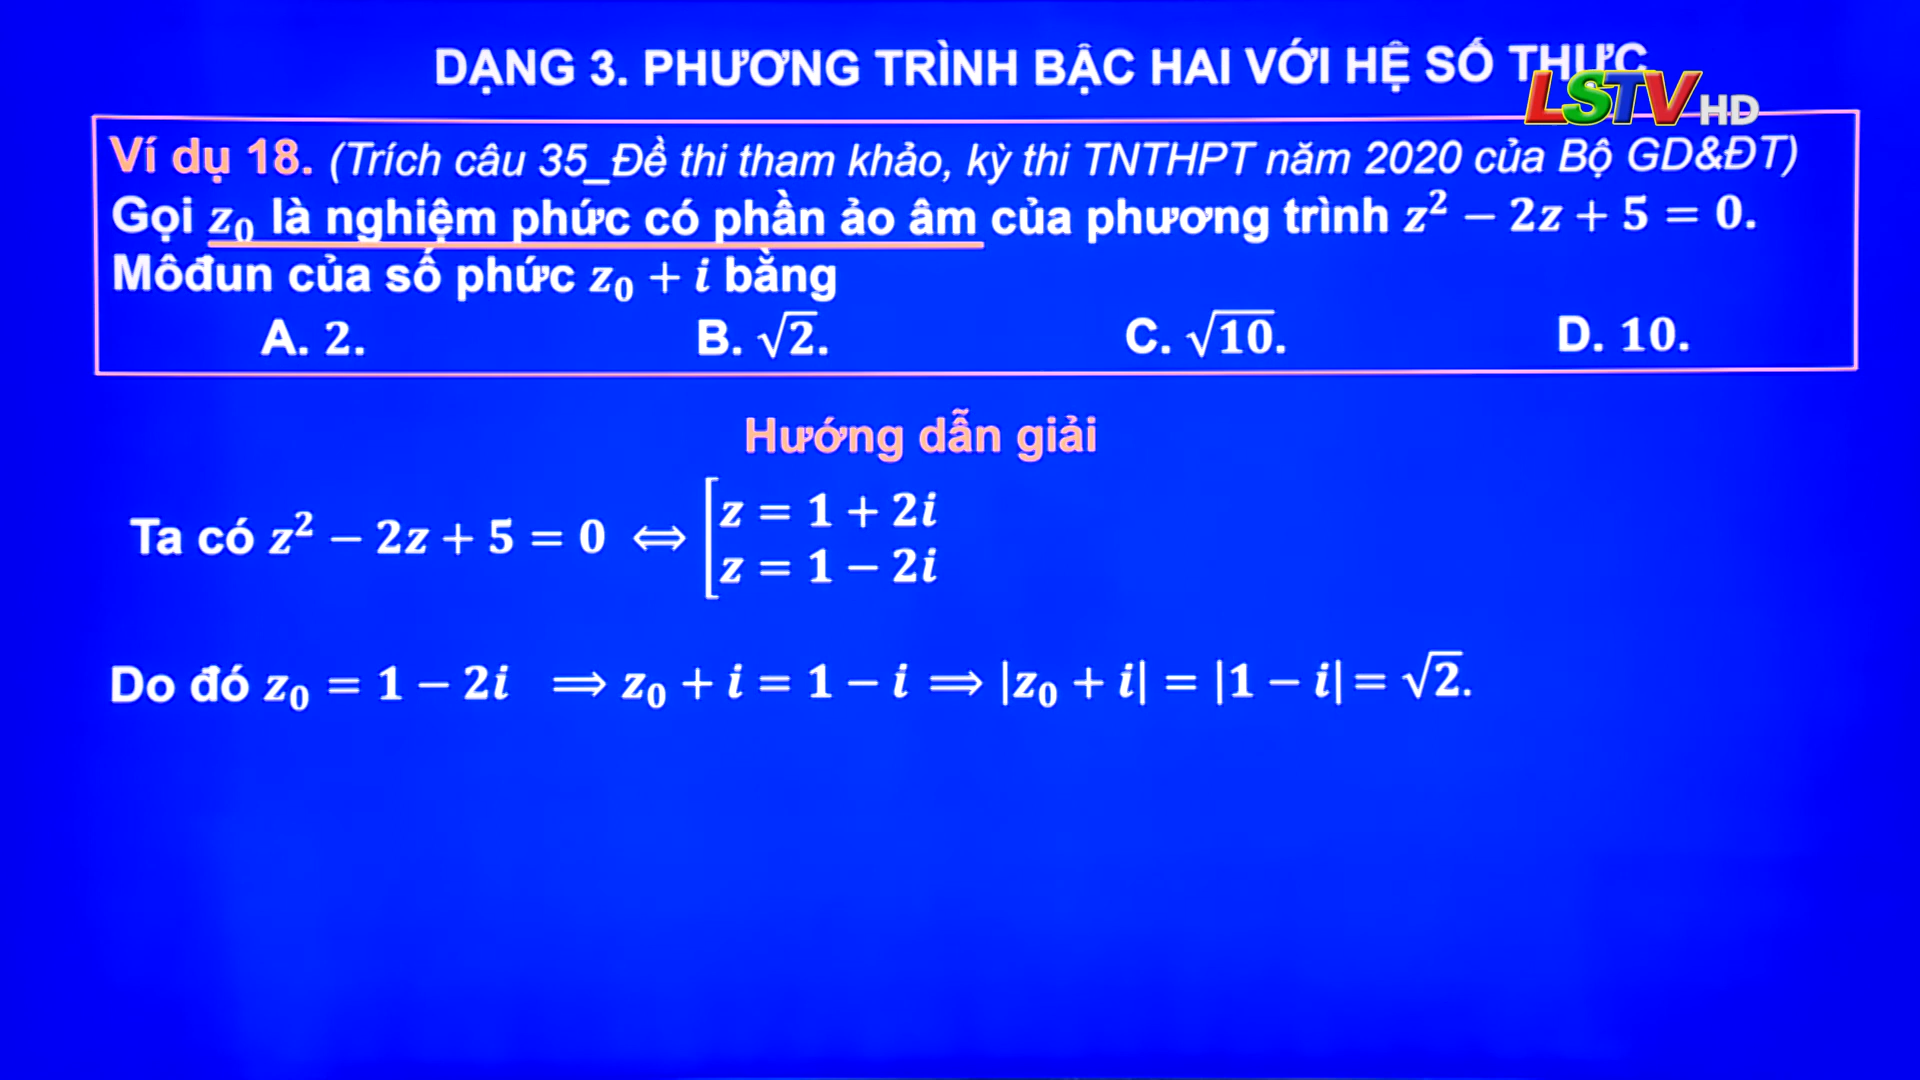 DẠNG 3. PHƯƠNG TRÌNH BẬC HAI VỚI HỆ SỐ THỰC
LSTV HD
Ví dụ 18. (Trích câu 35_Đề thi tham khảo, kỳ thi TNTHPT năm 2020 của Bộ GD&ĐT)
Gọi z₀ là nghiệm phức có phần ảo âm của phương trình z² − 2z + 5 = 0.
Môđun của số phức z₀ + i bằng
A. 2. B. √2. C. √10. D. 10.
Hướng dẫn giải
Ta có z² − 2z + 5 = 0 ⟺ [z = 1 + 2i
z = 1 − 2i
Do đó z₀ = 1 − 2i ⟹ z₀ + i = 1 − i ⟹ |z₀ + i| = |1 − i| = √2.